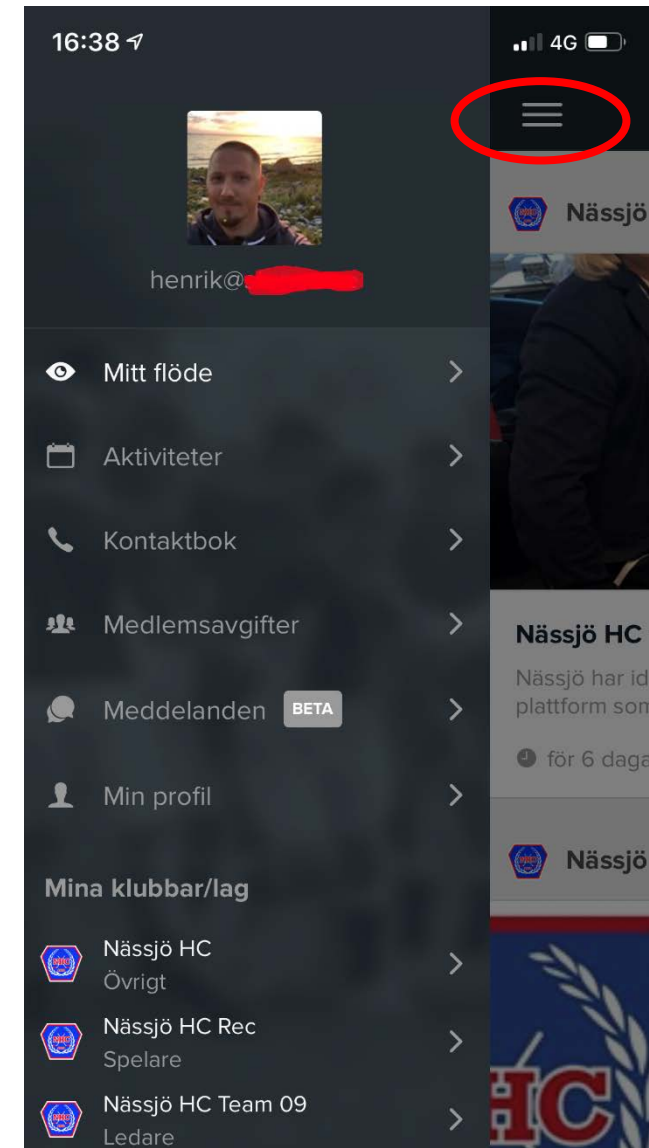 16:38
4G
henrik@
Mitt flöde
Aktiviteter
Kontaktbok
Medlemsavgifter
Meddelanden BETA
Min profil
Mina klubbar/lag
Nässjö HC
Övrigt
Nässjö HC Rec
Spelare
Nässjö HC Team 09
Ledare
Nässjö
Nässjö HC
Nässjö har id
plattform som
för 6 daga
Nässjö
HC